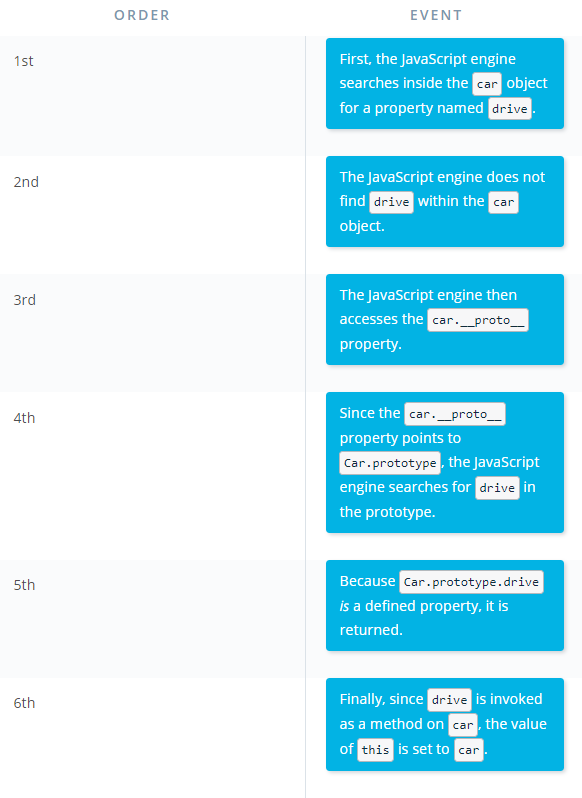 ORDER EVENT
1st
First, the JavaScript engine
searches inside the car object
for a property named drive.
2nd
The JavaScript engine does not
find drive within the car
object.
3rd
The JavaScript engine then
accesses the car.__proto__
property.
4th
Since the car.__proto__
property points to
Car.prototype, the JavaScript
engine searches for drive in
the prototype.
5th
Because Car.prototype.drive
is a defined property, it is
returned.
6th
Finally, since drive is invoked
as a method on car, the value
of this is set to car.